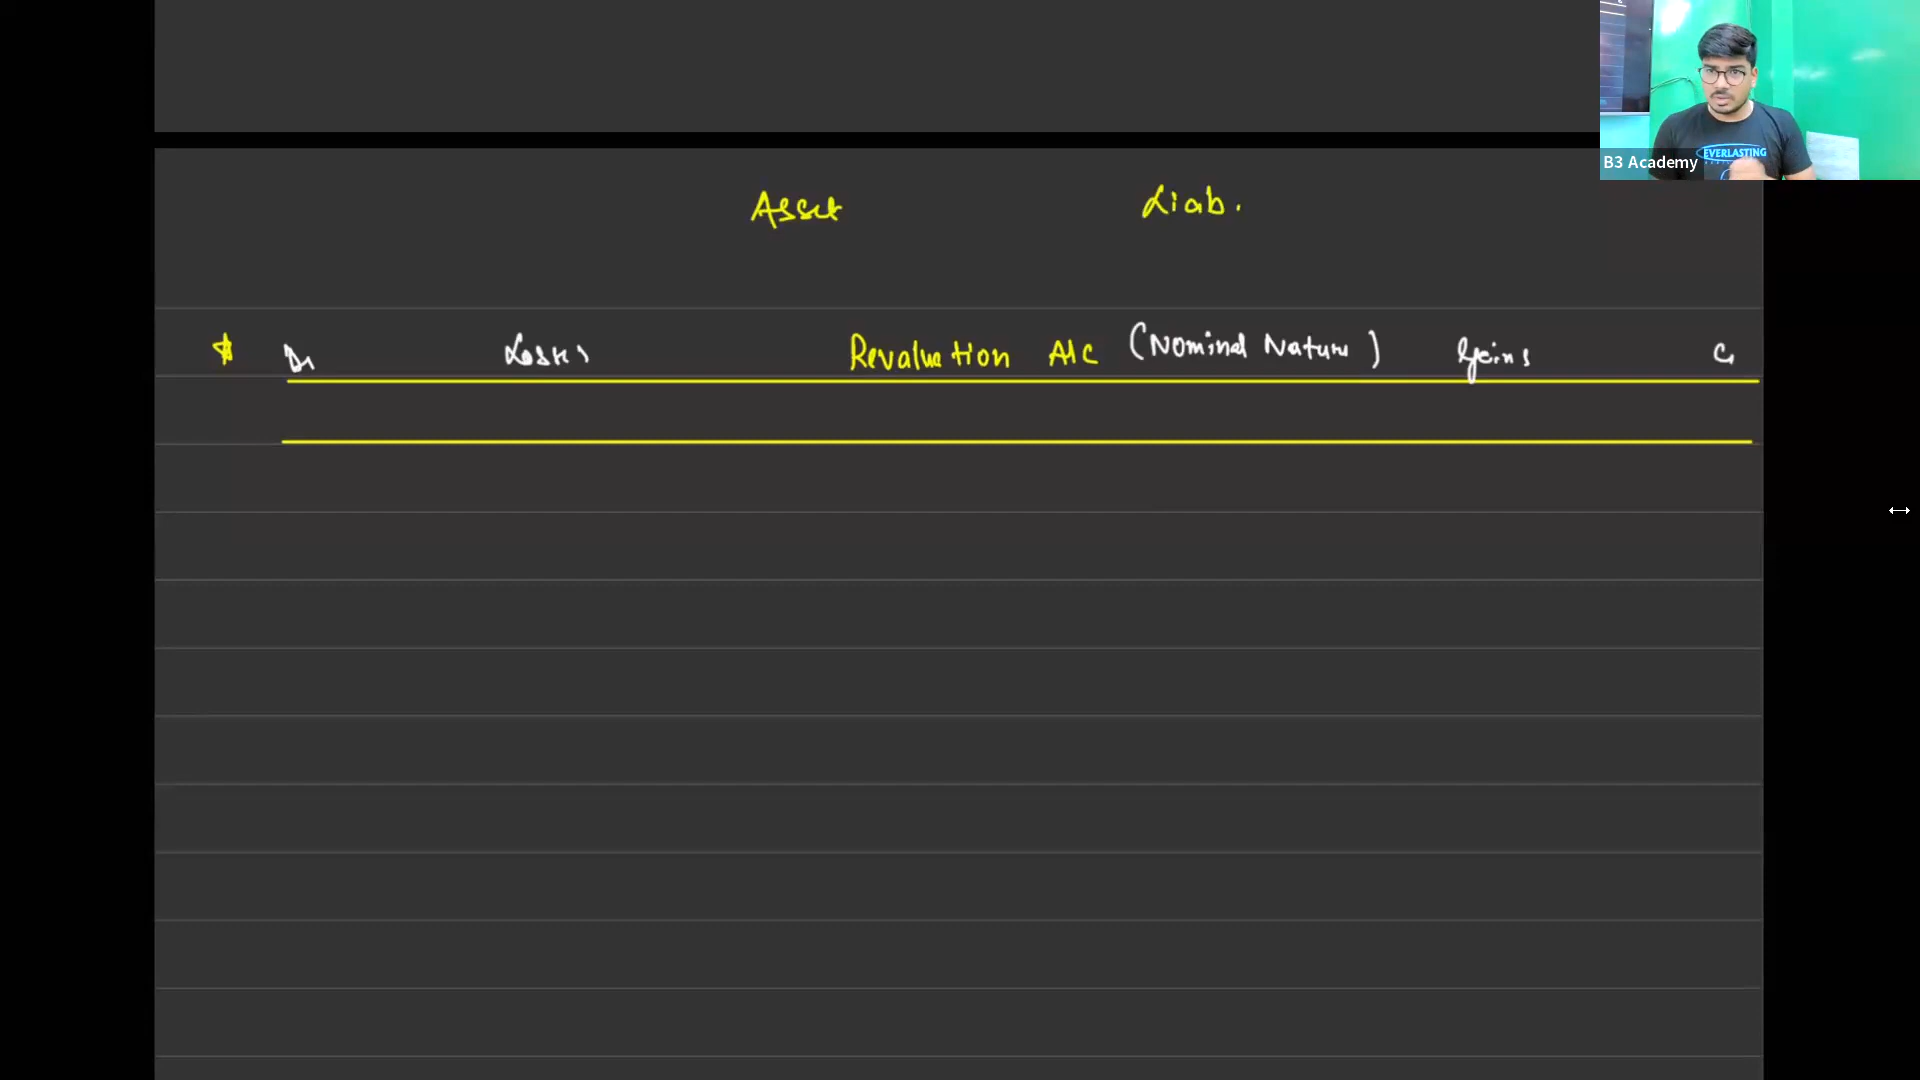 EVERLASTING
B3 Academy
Asset Liab.
Dr Losses Revaluation A/C (Nominal Nature) Gains Cr